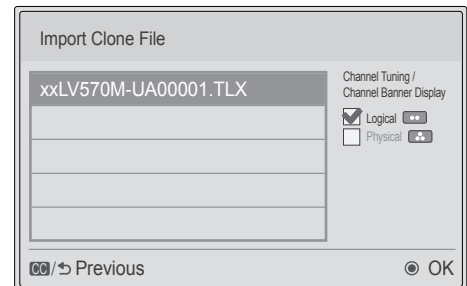 Import Clone File
xxLV570M-UA00001.TLX
Channel Tuning /
Channel Banner Display
Logical
Physical
CC/ Previous
OK